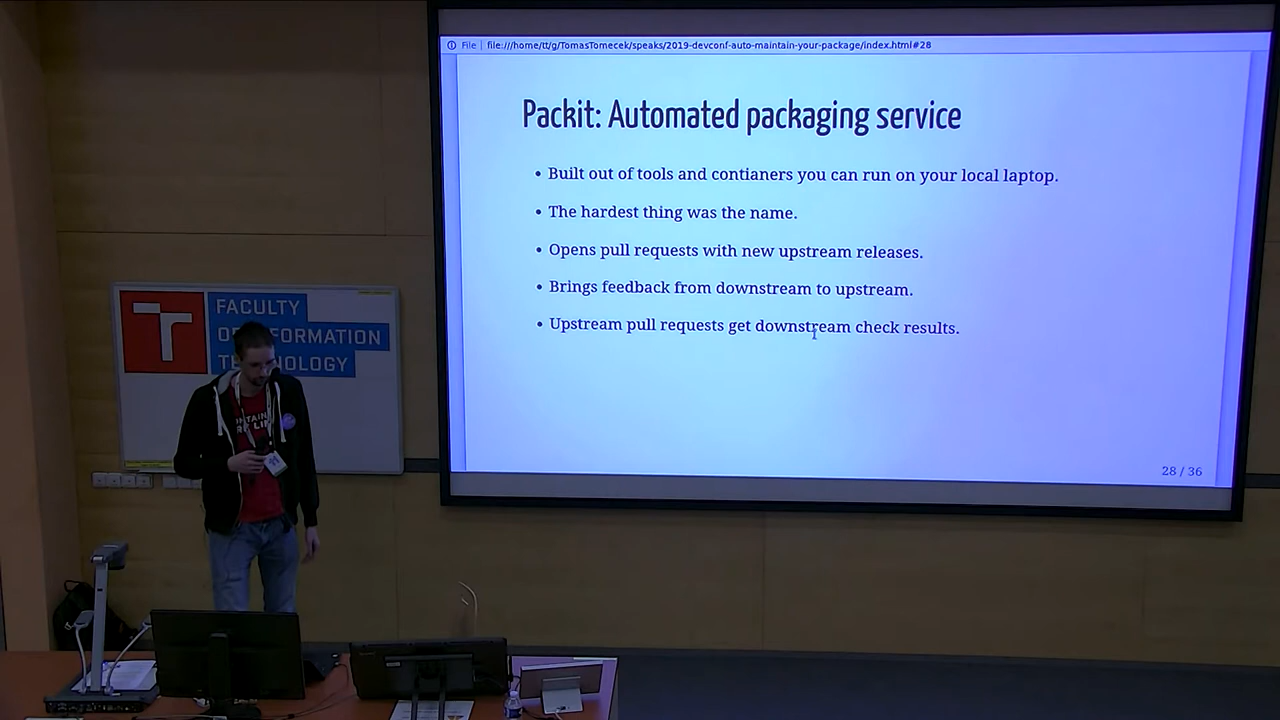 File | file:///home/tt/g/TomasTomecek/speaks/2019-devconf-auto-maintain-your-package/index.html#28
Packit: Automated packaging service
• Built out of tools and contianers you can run on your local laptop.
• The hardest thing was the name.
• Opens pull requests with new upstream releases.
• Brings feedback from downstream to upstream.
• Upstream pull requests get downstream check results.
28 / 36
FACULTY
OF INFORMATION
TECHNOLOGY